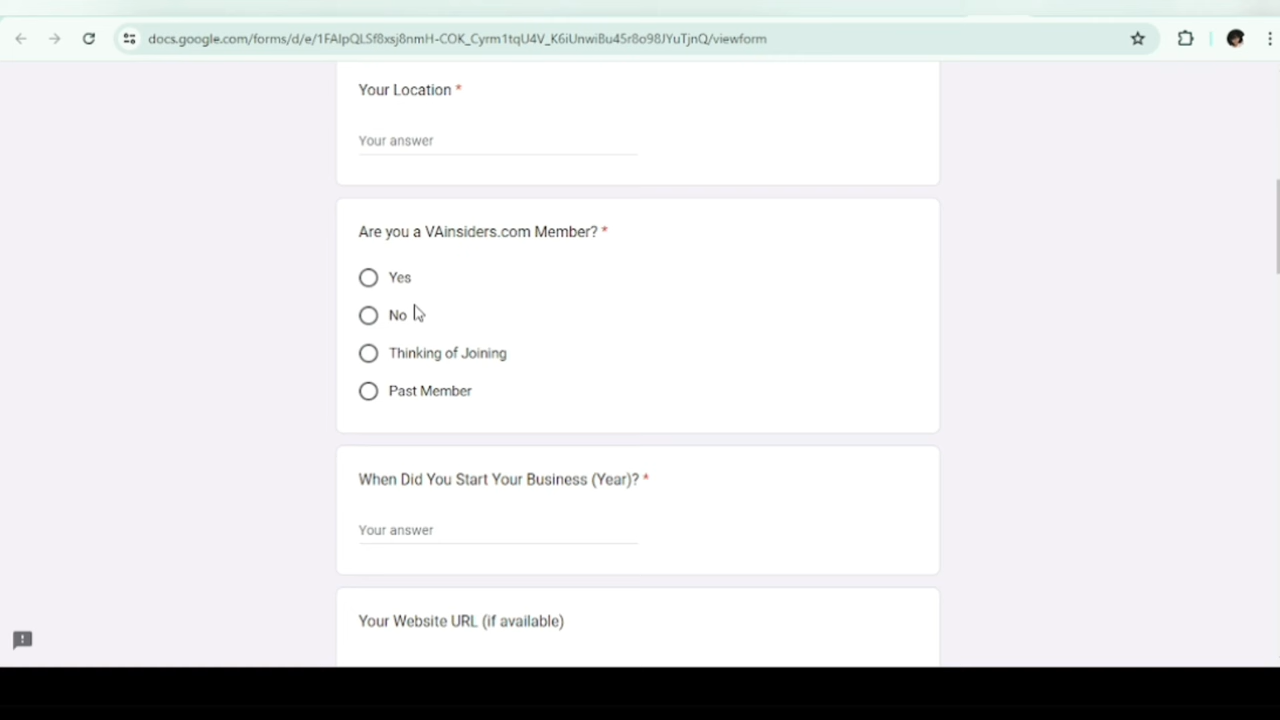 docs.google.com/forms/d/e/1FAIpQLSf8xsj8nmH-COK_Cyrm1tqU4V_K6iUnwiBu45r8o98JYuTjnQ/viewform
Your Location *
Your answer
Are you a VAinsiders.com Member? *
Yes
No
Thinking of Joining
Past Member
When Did You Start Your Business (Year)? *
Your answer
Your Website URL (if available)